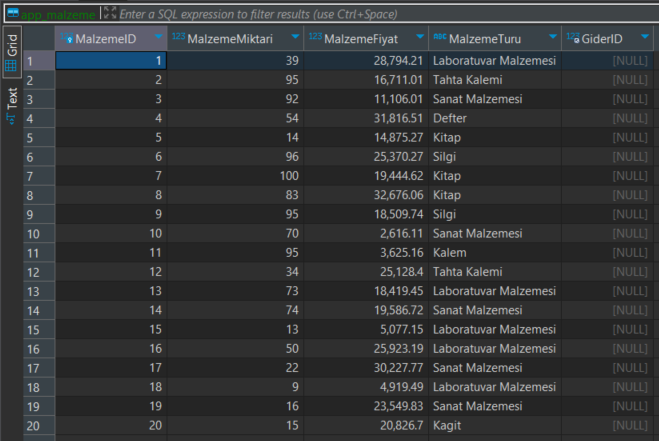 app_malzeme Enter a SQL expression to filter results (use Ctrl+Space)
Grid
Text
123 MalzemeID 123 MalzemeMiktari 123 MalzemeFiyat ABC MalzemeTuru 123 GiderID
1 1 39 28,794.21 Laboratuvar Malzemesi [NULL]
2 2 95 16,711.01 Tahta Kalemi [NULL]
3 3 92 11,106.01 Sanat Malzemesi [NULL]
4 4 54 31,816.51 Defter [NULL]
5 5 14 14,875.27 Kitap [NULL]
6 6 96 25,370.27 Silgi [NULL]
7 7 100 19,444.62 Kitap [NULL]
8 8 83 32,676.06 Kitap [NULL]
9 9 95 18,509.74 Silgi [NULL]
10 10 70 2,616.11 Sanat Malzemesi [NULL]
11 11 95 3,625.16 Kalem [NULL]
12 12 34 25,128.4 Tahta Kalemi [NULL]
13 13 73 18,419.45 Laboratuvar Malzemesi [NULL]
14 14 74 19,586.72 Sanat Malzemesi [NULL]
15 15 13 5,077.15 Laboratuvar Malzemesi [NULL]
16 16 50 25,923.19 Laboratuvar Malzemesi [NULL]
17 17 22 30,227.77 Sanat Malzemesi [NULL]
18 18 9 4,919.49 Laboratuvar Malzemesi [NULL]
19 19 16 23,549.83 Sanat Malzemesi [NULL]
20 20 15 20,826.7 Kagit [NULL]